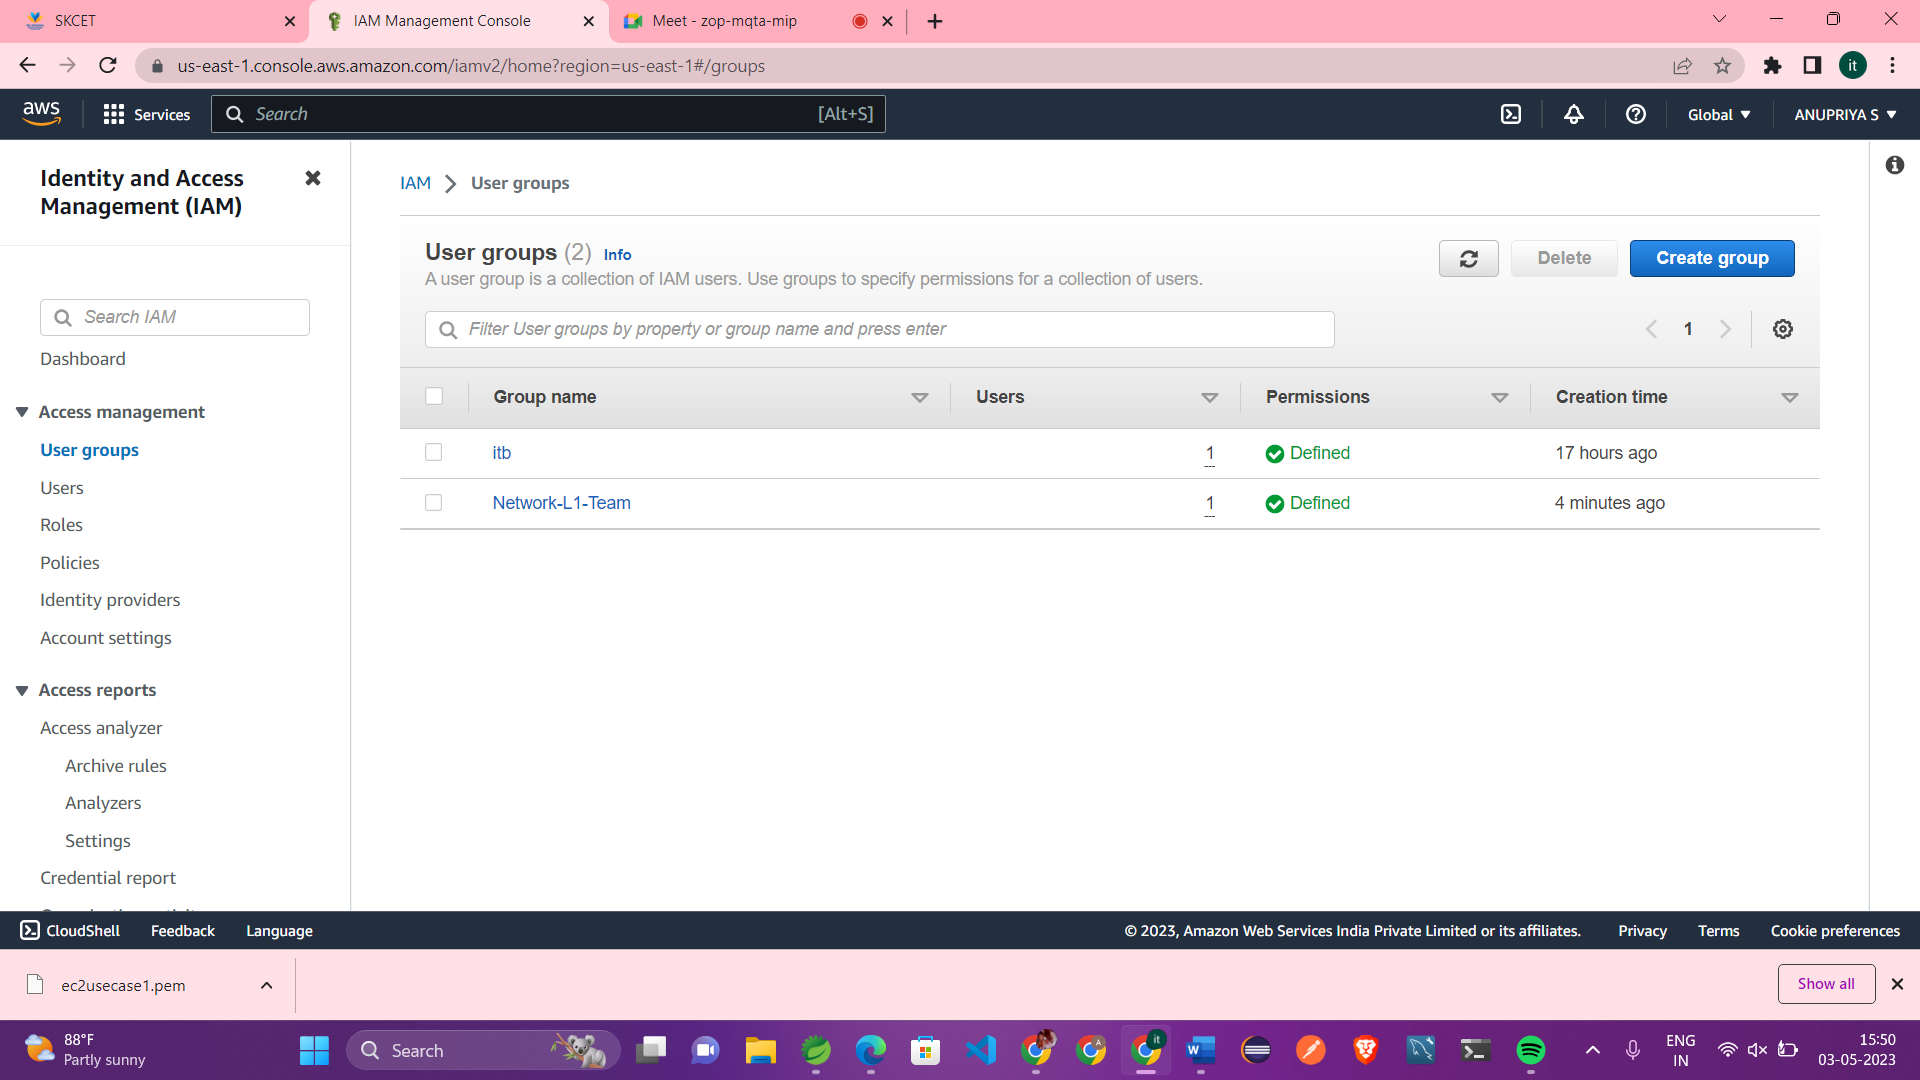 SKCET
IAM Management Console
Meet - zop-mqta-mip
us-east-1.console.aws.amazon.com/iamv2/home?region=us-east-1#/groups
it
aws
Services
Search
[Alt+S]
Global
ANUPRIYA S
Identity and Access
Management (IAM)
Search IAM
Dashboard
Access management
User groups
Users
Roles
Policies
Identity providers
Account settings
Access reports
Access analyzer
Archive rules
Analyzers
Settings
Credential report
IAM
User groups
User groups (2) Info
A user group is a collection of IAM users. Use groups to specify permissions for a collection of users.
Delete
Create group
Filter User groups by property or group name and press enter
1
Group name Users Permissions Creation time
itb 1 Defined 17 hours ago
Network-L1-Team 1 Defined 4 minutes ago
CloudShell Feedback Language
© 2023, Amazon Web Services India Private Limited or its affiliates. Privacy Terms Cookie preferences
ec2usecase1.pem
Show all
88°F
Partly sunny
Search
ENG
IN
15:50
03-05-2023